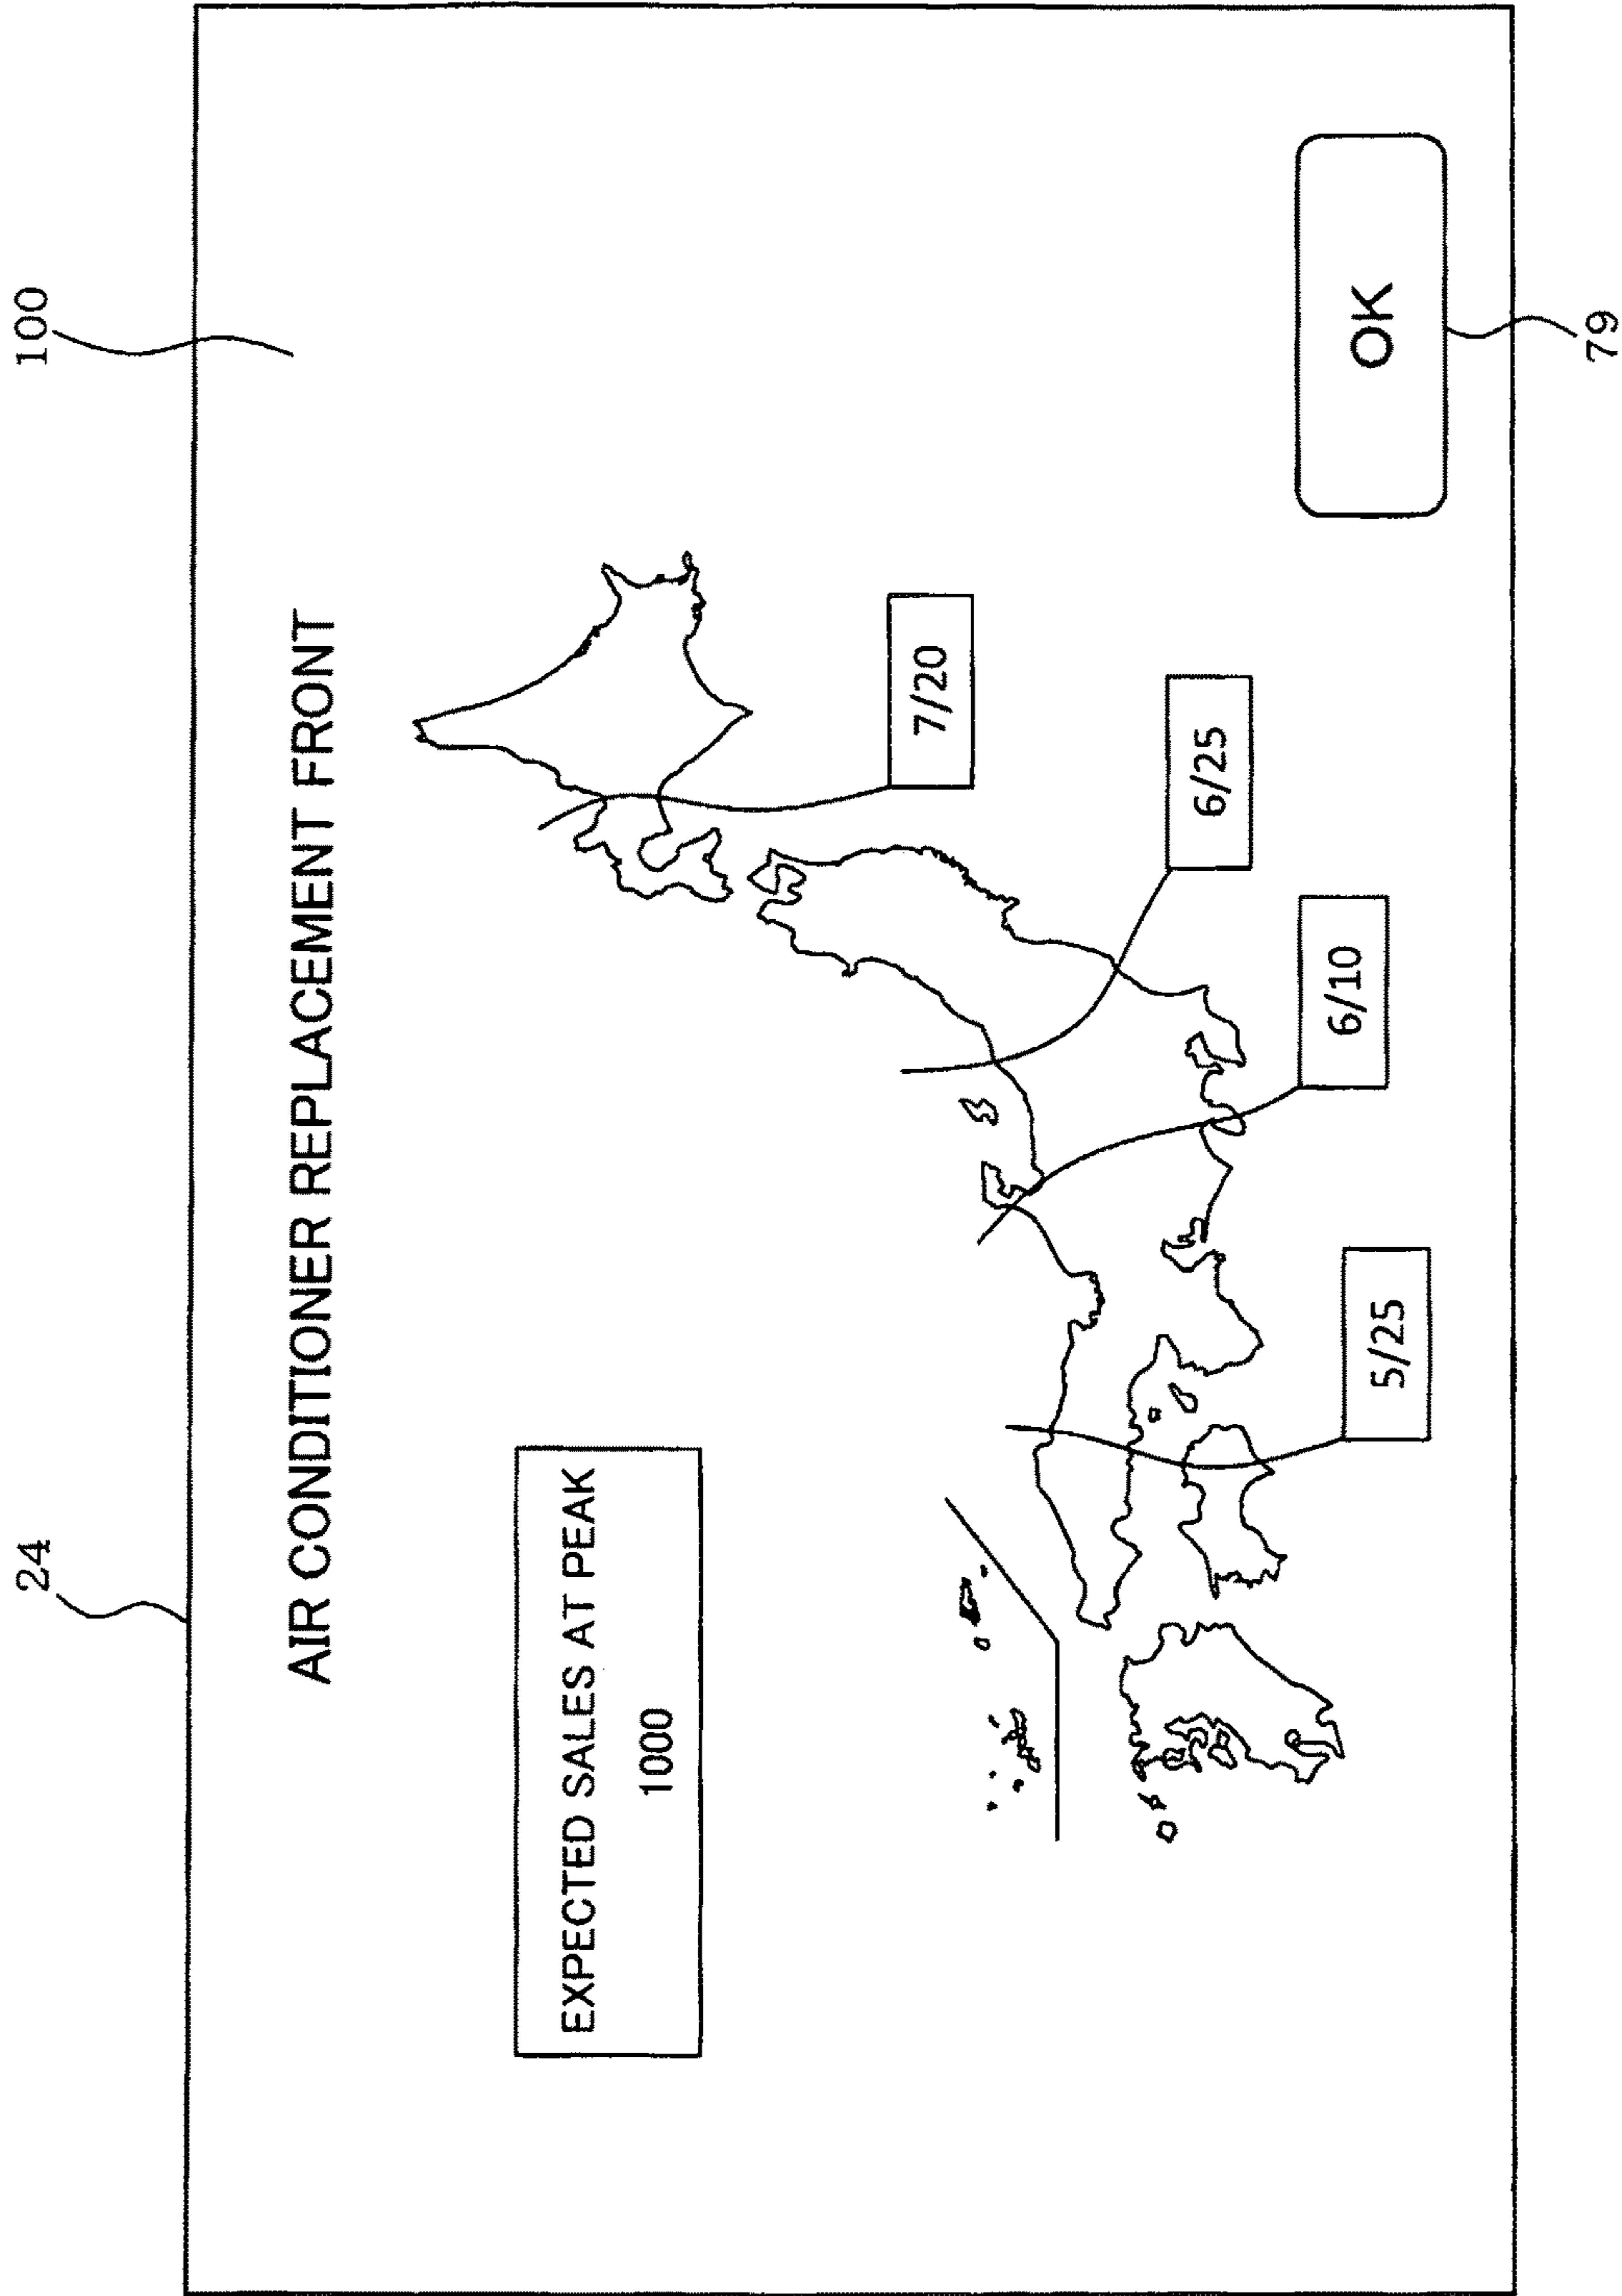 24
100
AIR CONDITIONER REPLACEMENT FRONT
EXPECTED SALES AT PEAK
1000
7/20
6/25
6/10
5/25
OK
79